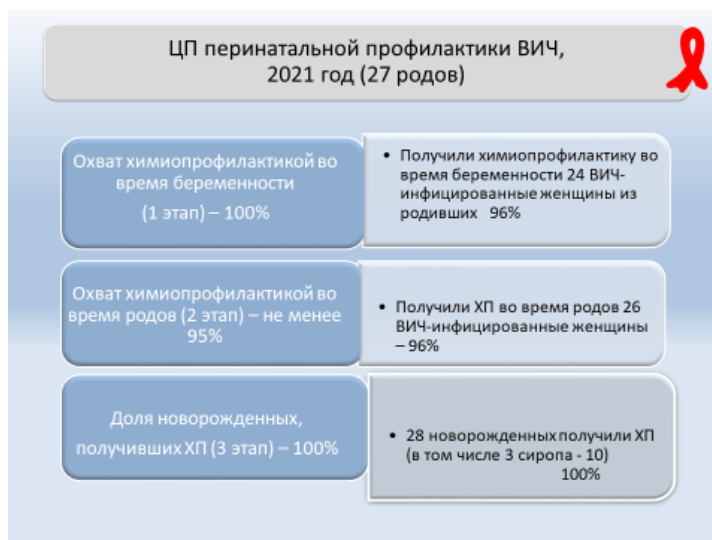 ЦП перинатальной профилактики ВИЧ,
2021 год (27 родов)
Охват химиопрофилактикой во
время беременности
(1 этап) – 100%
• Получили химиопрофилактику во
время беременности 24 ВИЧ-
инфицированные женщины из
родивших 96%
Охват химиопрофилактикой во
время родов (2 этап) – не менее
95%
• Получили ХП во время родов 26
ВИЧ-инфицированные женщины
– 96%
Доля новорожденных,
получивших ХП (3 этап) – 100%
• 28 новорожденных получили ХП
(в том числе 3 сиропа - 10)
100%